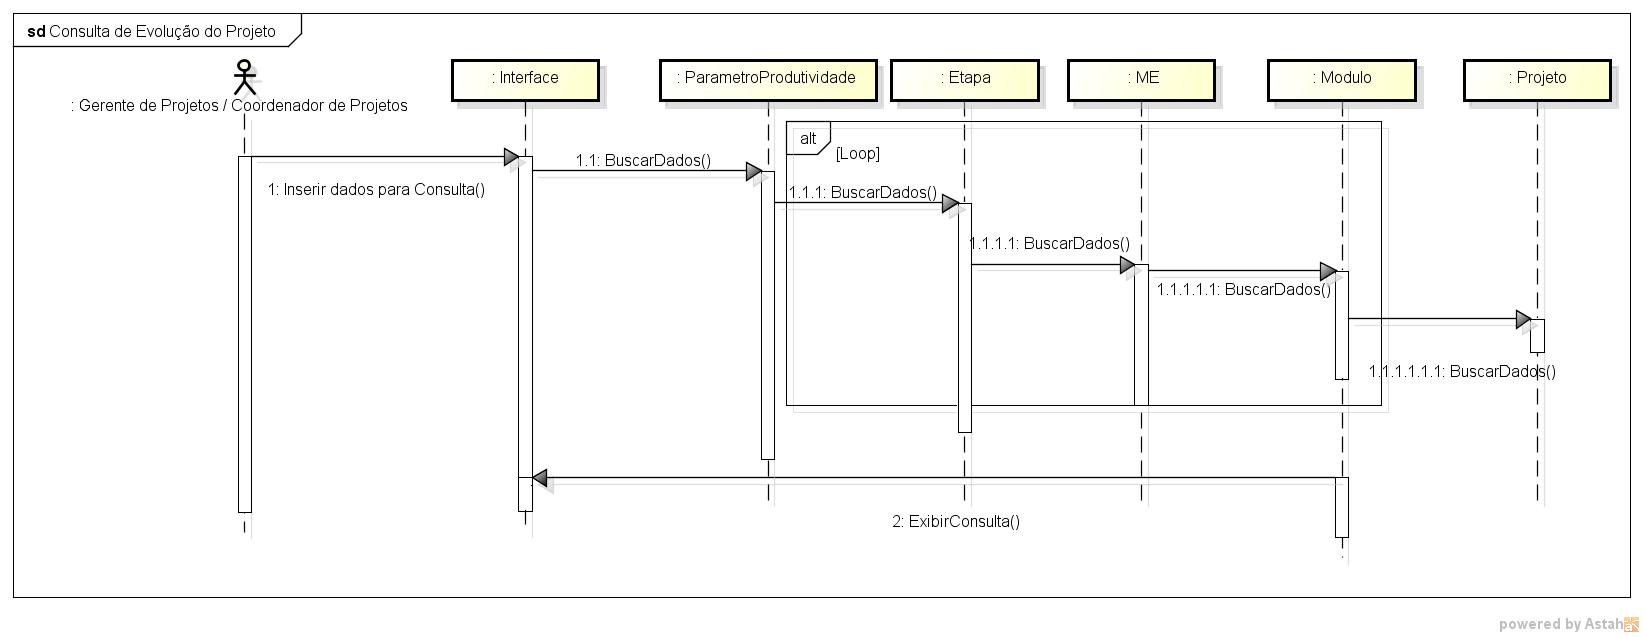 sd Consulta de Evolução do Projeto
: Gerente de Projetos / Coordenador de Projetos
: Interface
: ParametroProdutividade
: Etapa
: ME
: Modulo
: Projeto
alt
[Loop]
1: Inserir dados para Consulta()
1.1: BuscarDados()
1.1.1: BuscarDados()
1.1.1.1: BuscarDados()
1.1.1.1.1: BuscarDados()
1.1.1.1.1.1: BuscarDados()
2: ExibirConsulta()
powered by Astah